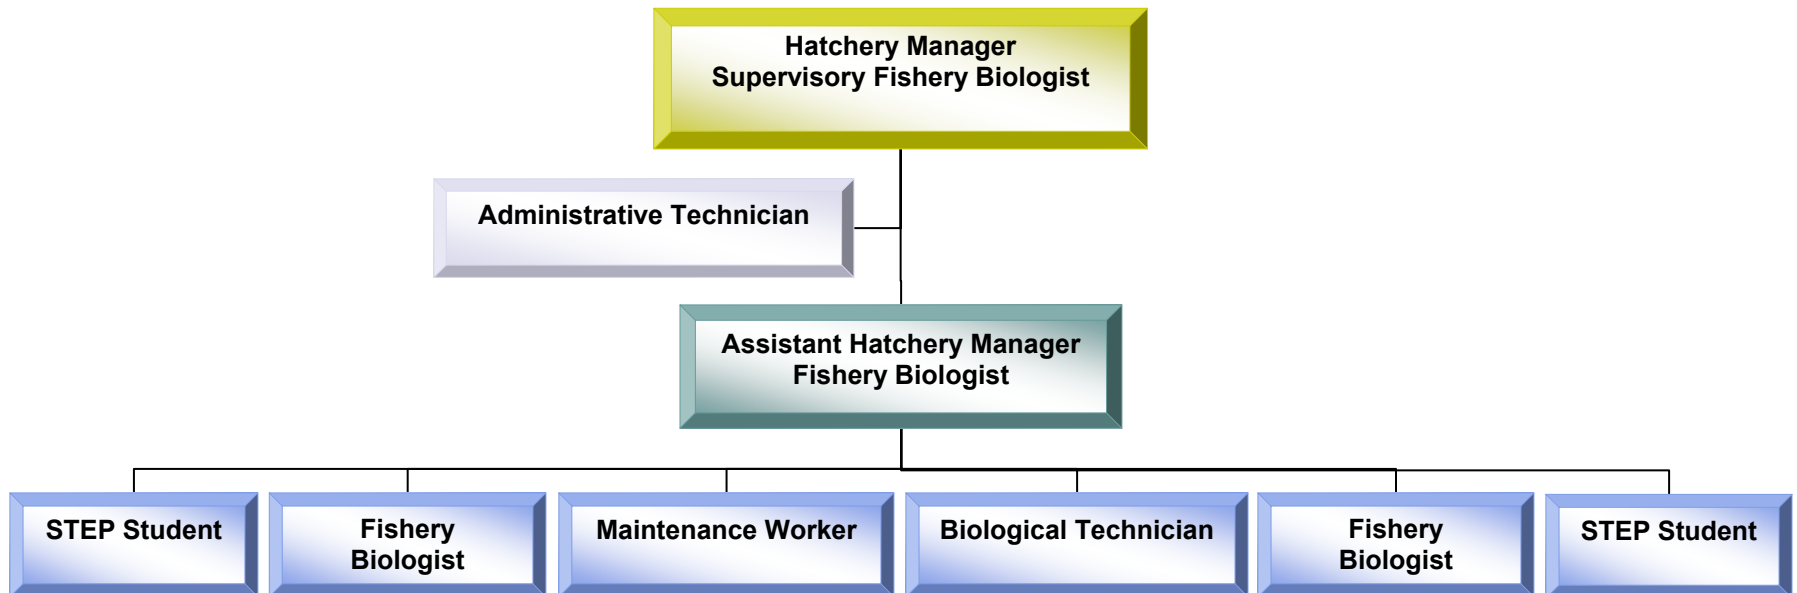 Hatchery Manager
Supervisory Fishery Biologist
Administrative Technician
Assistant Hatchery Manager
Fishery Biologist
STEP Student
Fishery
Biologist
Maintenance Worker
Biological Technician
Fishery
Biologist
STEP Student